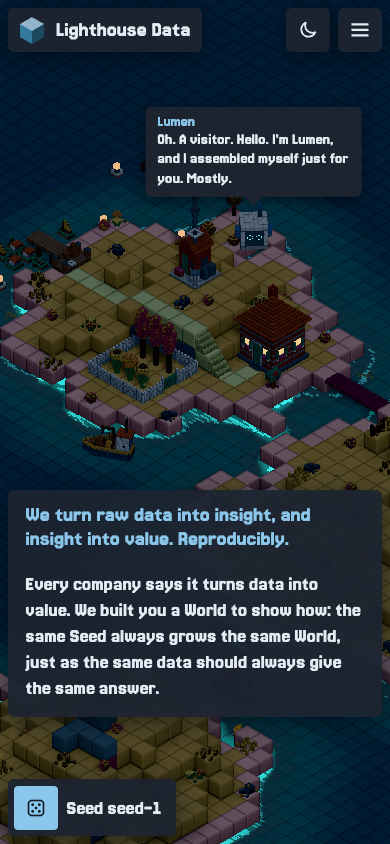 Lighthouse Data
Lumen
Oh. A visitor. Hello. I'm Lumen,
and I assembled myself just for
you. Mostly.
We turn raw data into insight, and
insight into value. Reproducibly.
Every company says it turns data into
value. We built you a World to show how: the
same Seed always grows the same World,
just as the same data should always give
the same answer.
Seed seed-1